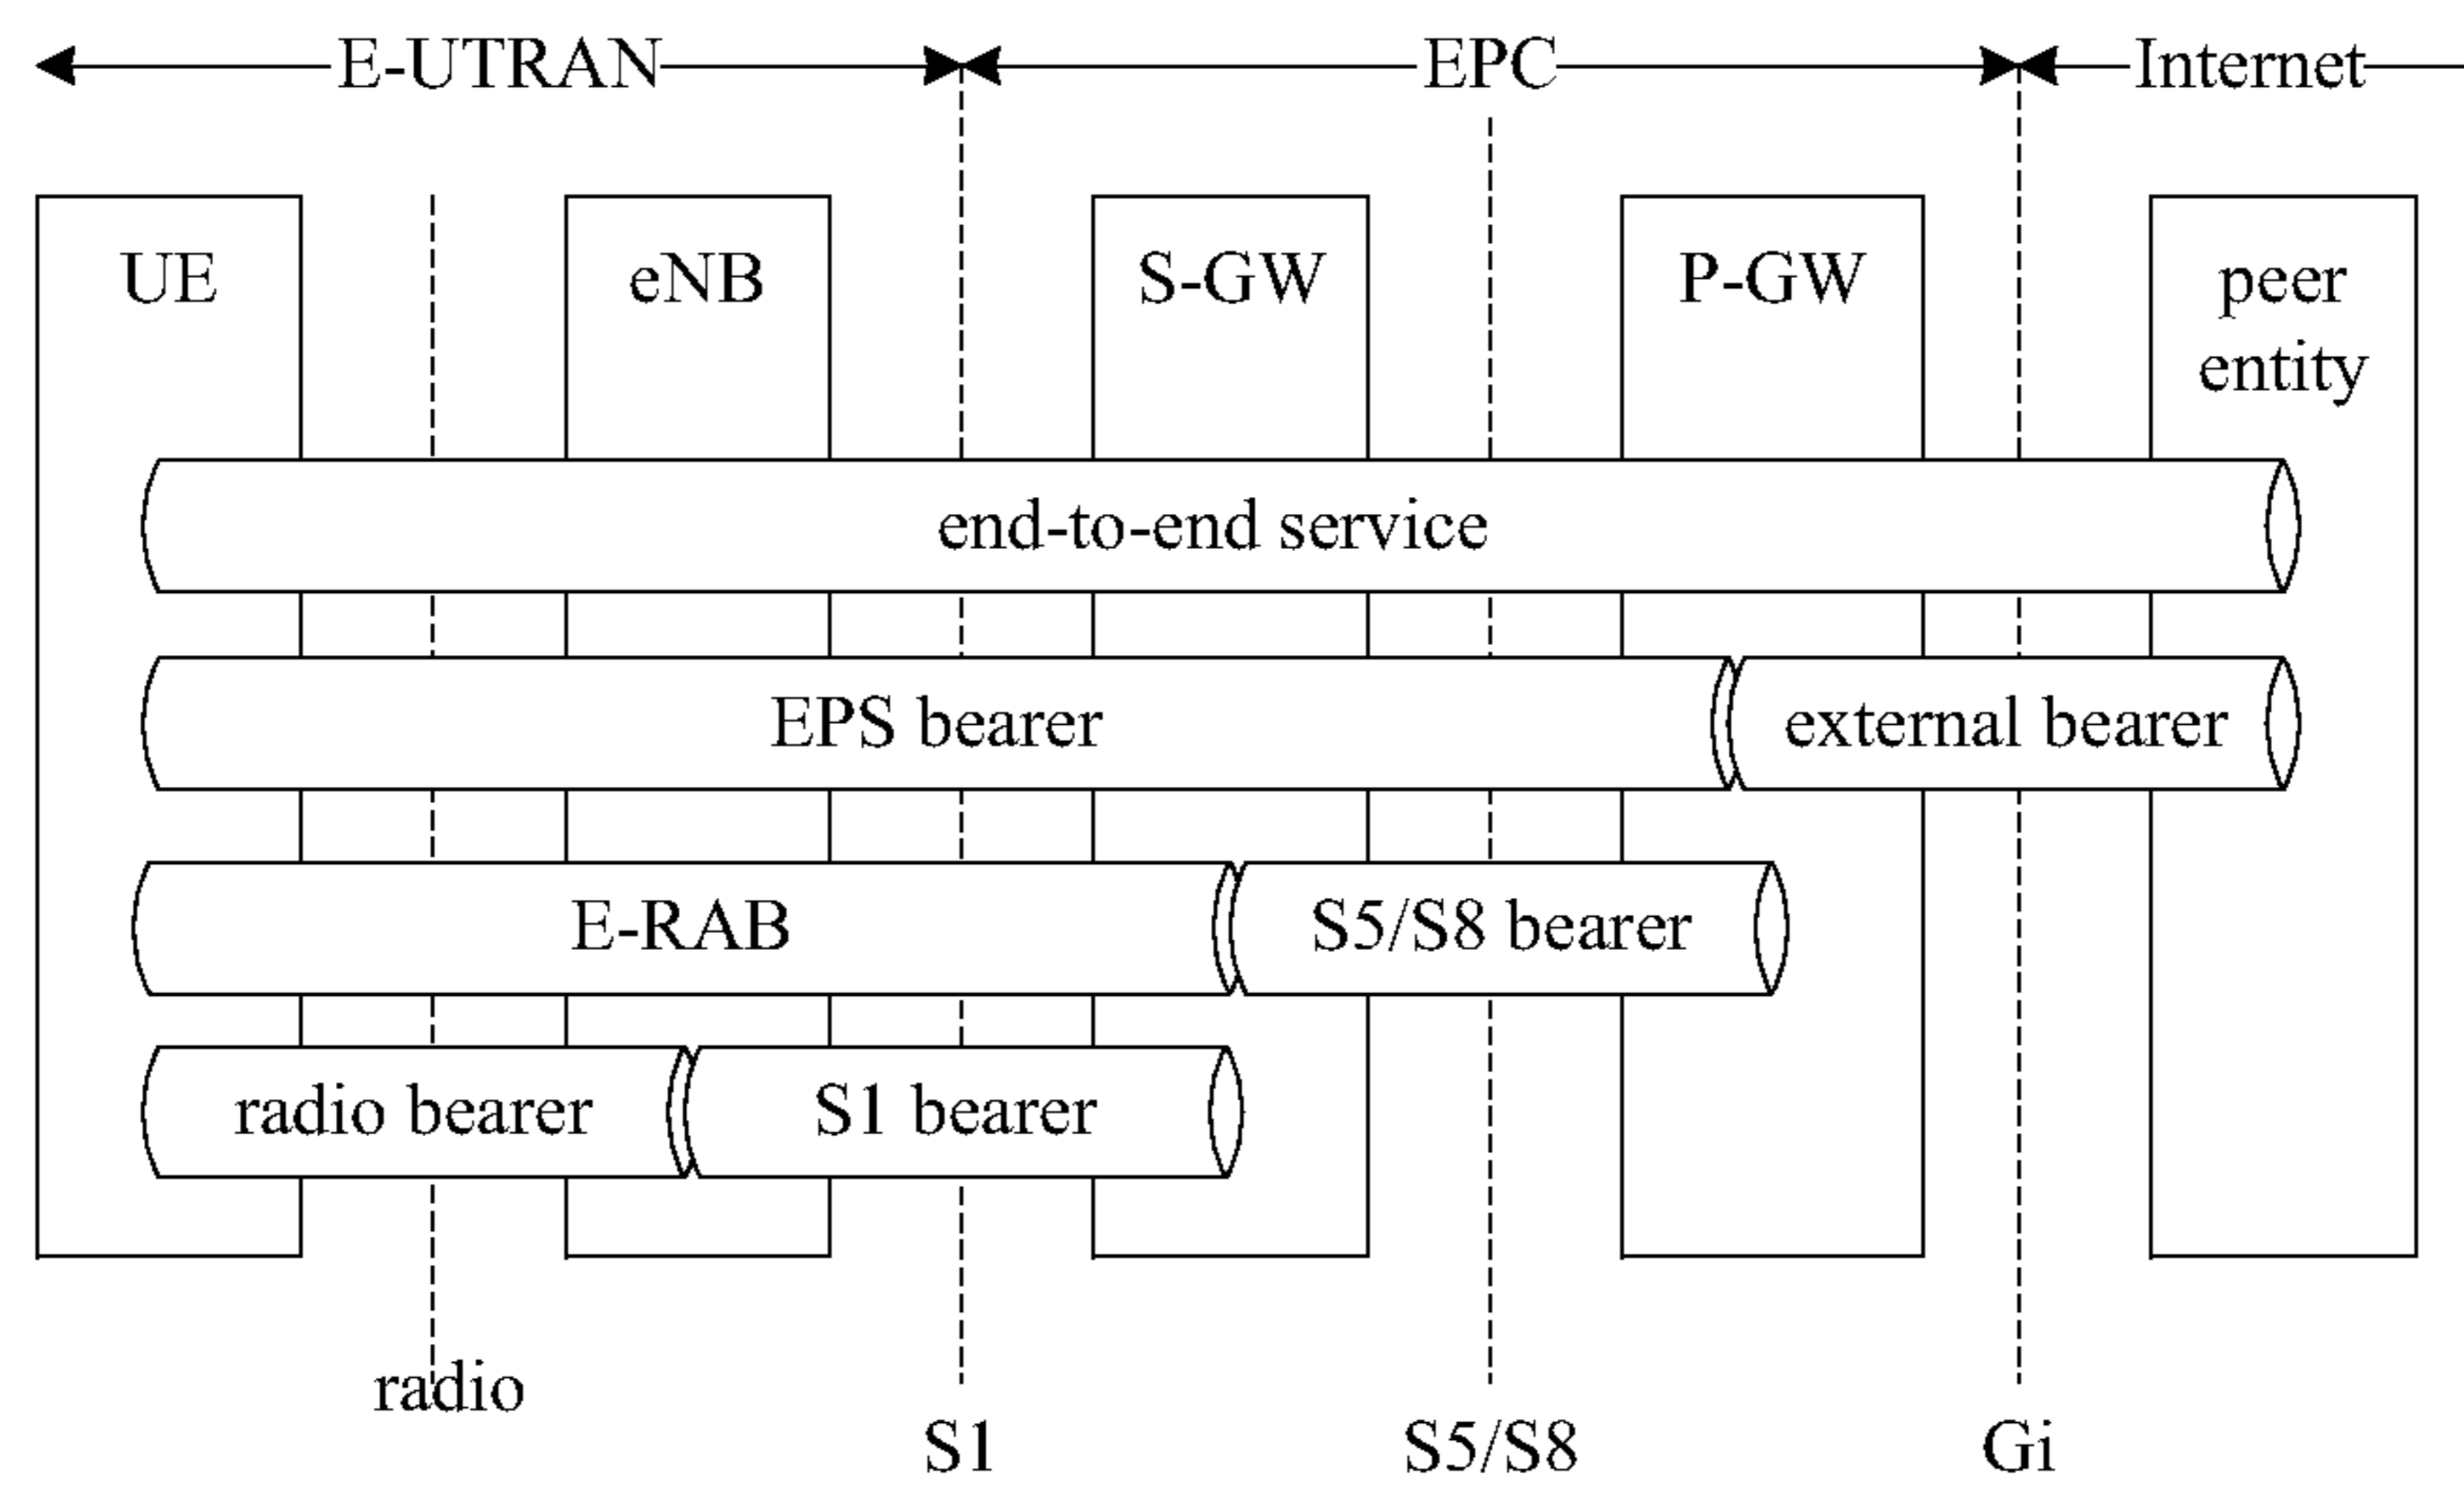 E-UTRAN
EPC
Internet
UE
eNB
S-GW
P-GW
peer
entity
end-to-end service
EPS bearer
external bearer
E-RAB
S5/S8 bearer
radio bearer
S1 bearer
radio
S1
S5/S8
Gi